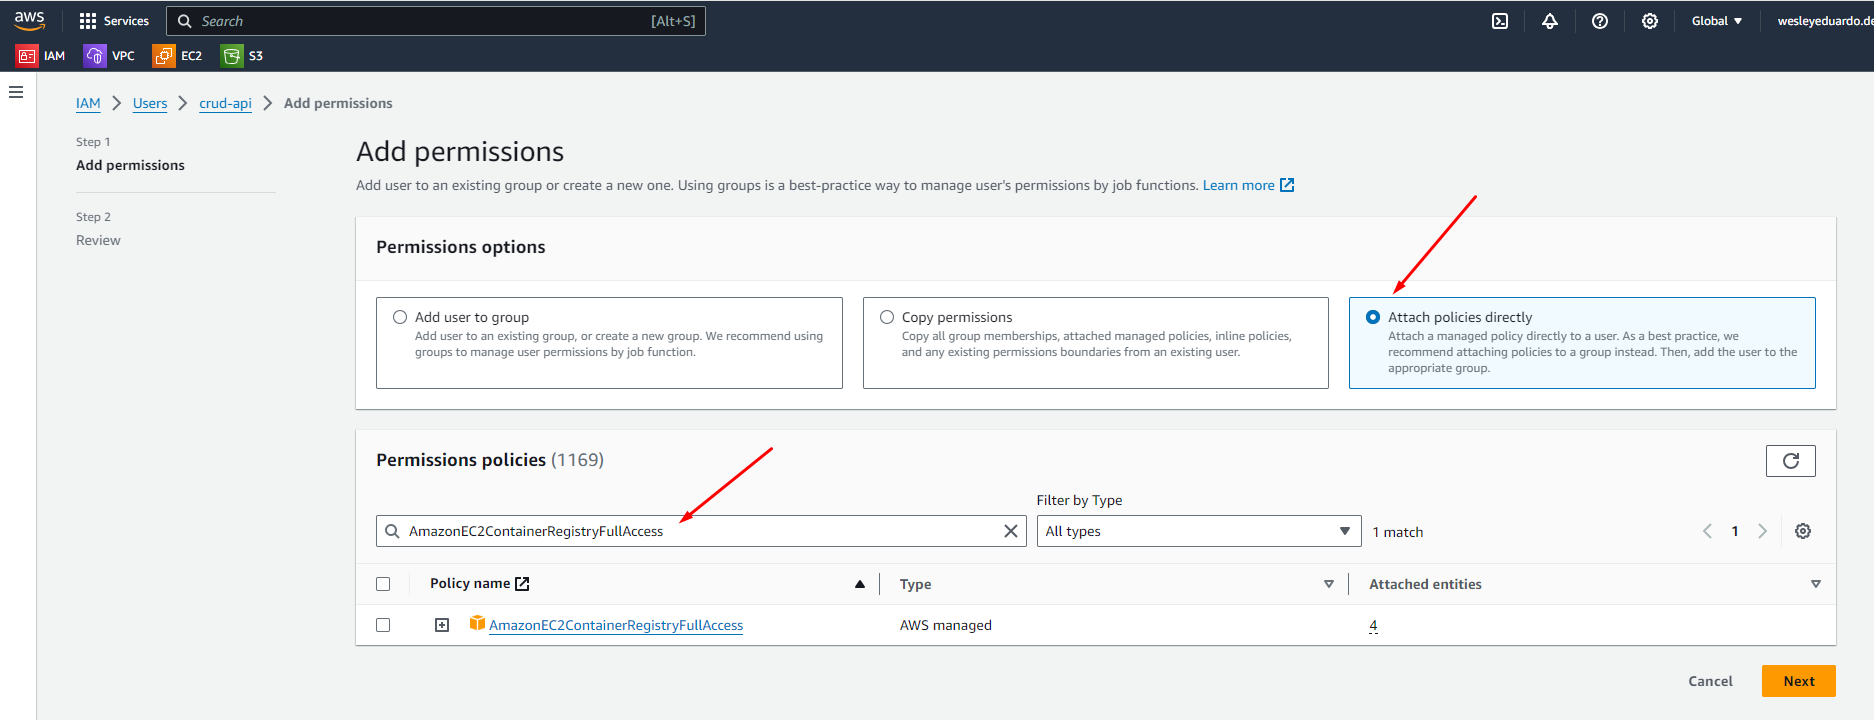 aws
Services
Search
[Alt+S]
Global
wesleyeduardo.de
IAM
VPC
EC2
S3
IAM
Users
crud-api
Add permissions
Step 1
Add permissions
Step 2
Review
Add permissions
Add user to an existing group or create a new one. Using groups is a best-practice way to manage user's permissions by job functions. Learn more
Permissions options
Add user to group
Add user to an existing group, or create a new group. We recommend using
groups to manage user permissions by job function.
Copy permissions
Copy all group memberships, attached managed policies, inline policies,
and any existing permissions boundaries from an existing user.
Attach policies directly
Attach a managed policy directly to a user. As a best practice, we
recommend attaching policies to a group instead. Then, add the user to the
appropriate group.
Permissions policies (1169)
Filter by Type
AmazonEC2ContainerRegistryFullAccess
All types
1 match
1
Policy name
Type
Attached entities
AmazonEC2ContainerRegistryFullAccess
AWS managed
4
Cancel
Next